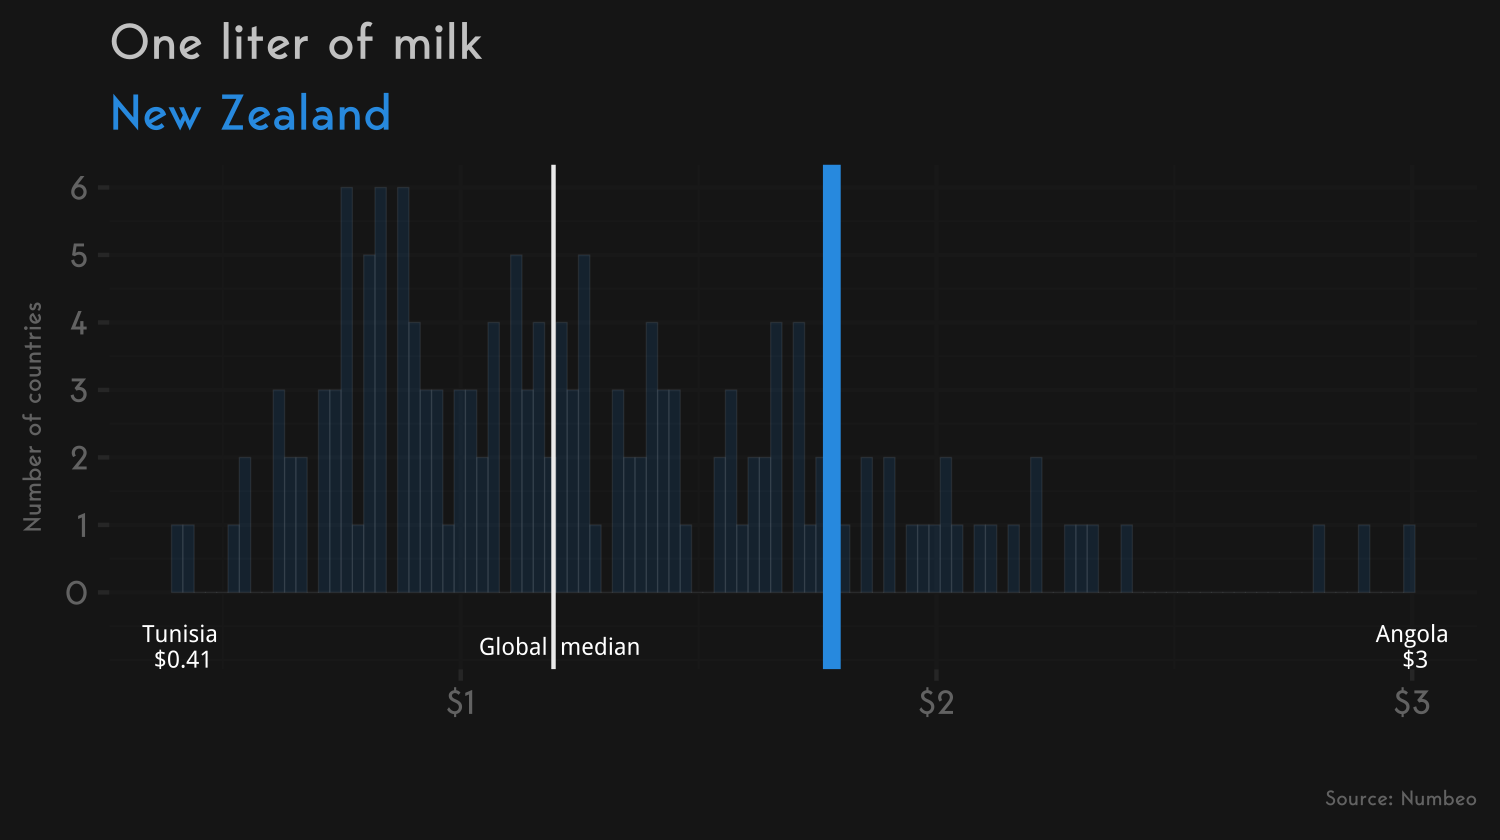 One liter of milk
New Zealand
Number of countries
6
5
4
3
2
1
0
Tunisia
$0.41
Global median
Angola
$3
$1
$2
$3
Source: Numbeo